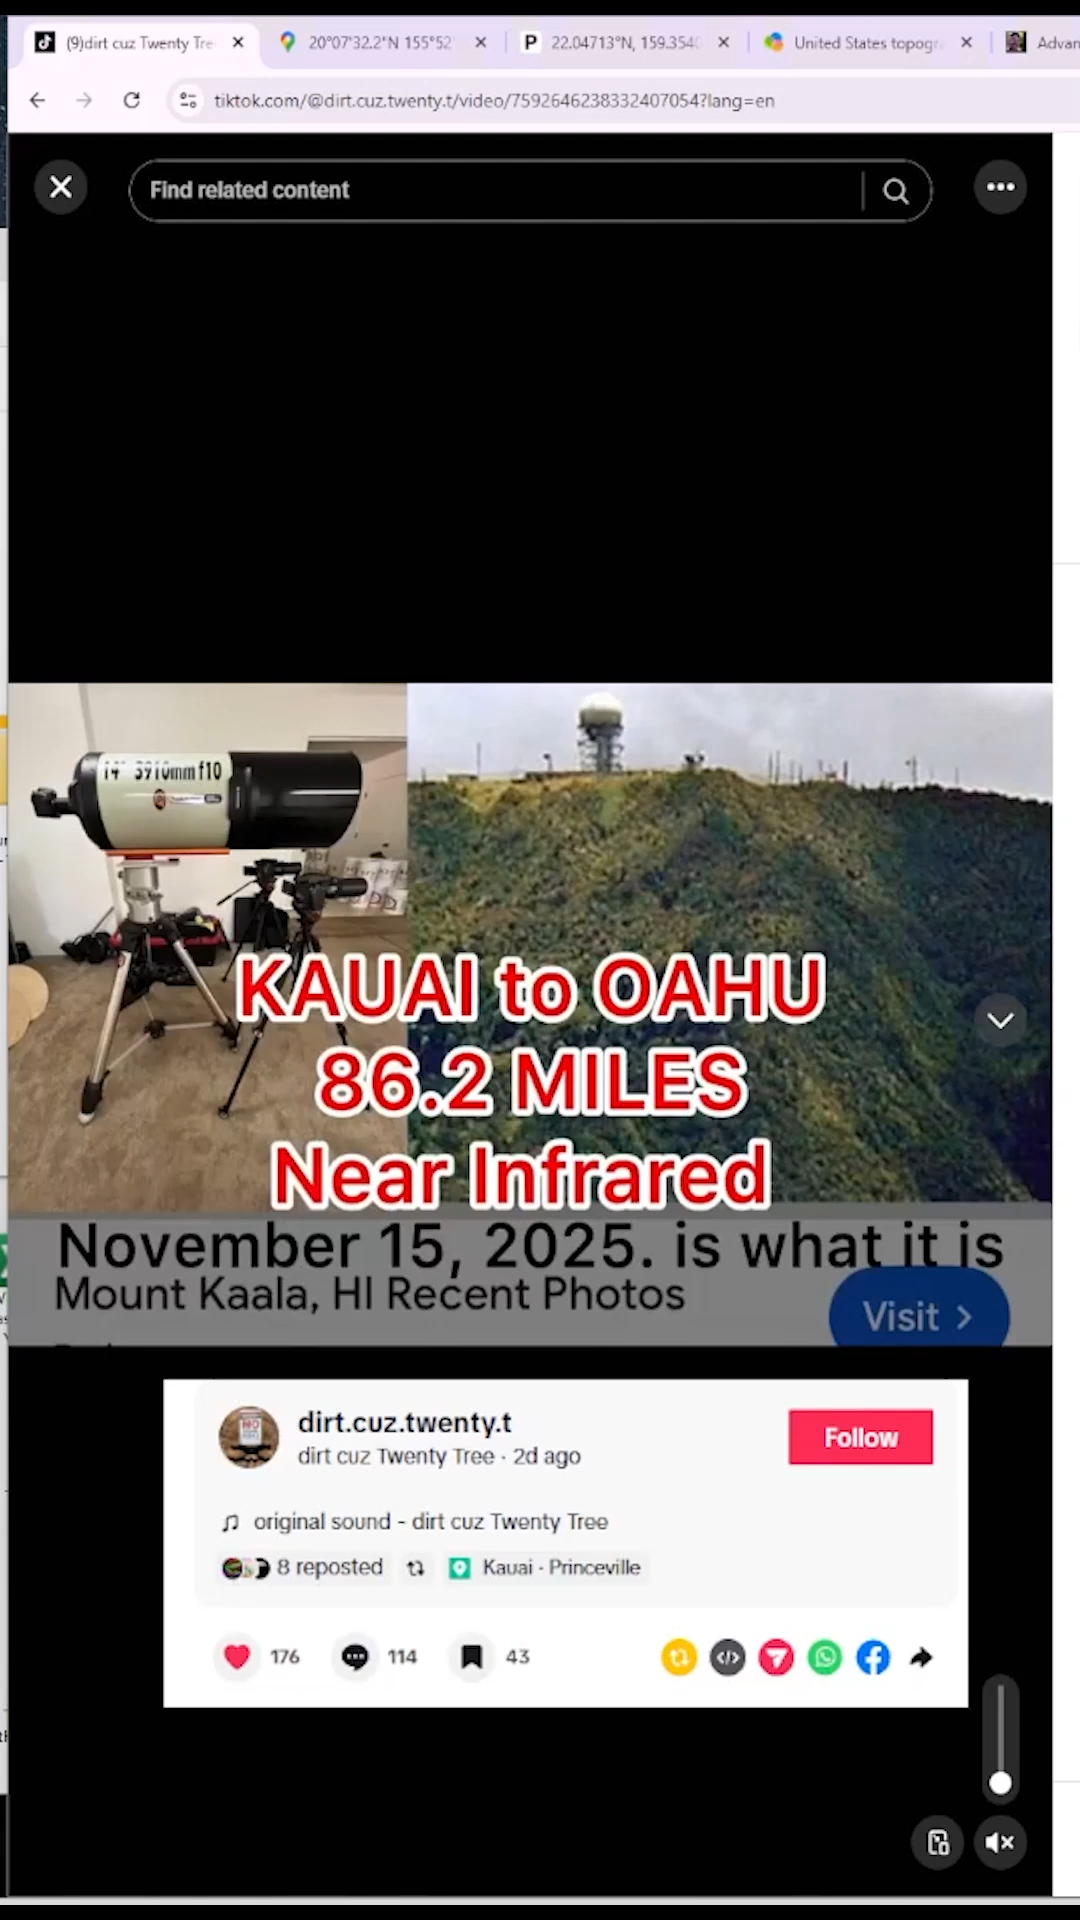 (9)dirt cuz Twenty Tre
20°07'32.2"N 155°52'
22.04713°N, 159.354
United States topogr
Advan
tiktok.com/@dirt.cuz.twenty.t/video/7592646238332407054?lang=en
Find related content
14" 3910mm f10
KAUAI to OAHU
86.2 MILES
Near Infrared
November 15, 2025. is what it is
Mount Kaala, HI Recent Photos
Visit >
dirt.cuz.twenty.t
dirt cuz Twenty Tree · 2d ago
Follow
original sound - dirt cuz Twenty Tree
8 reposted
Kauai · Princeville
176
114
43